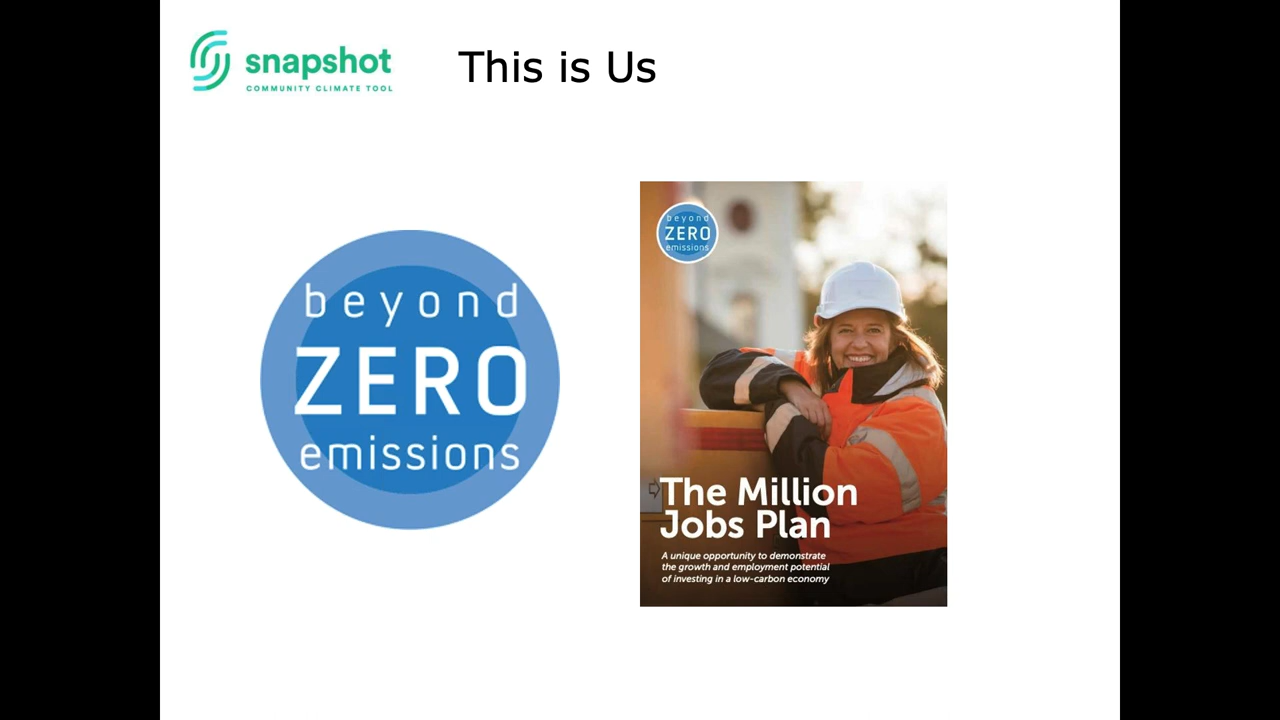 snapshot
COMMUNITY CLIMATE TOOL
This is Us
beyond
ZERO
emissions
beyond
ZERO
emissions
The Million
Jobs Plan
A unique opportunity to demonstrate
the growth and employment potential
of investing in a low-carbon economy